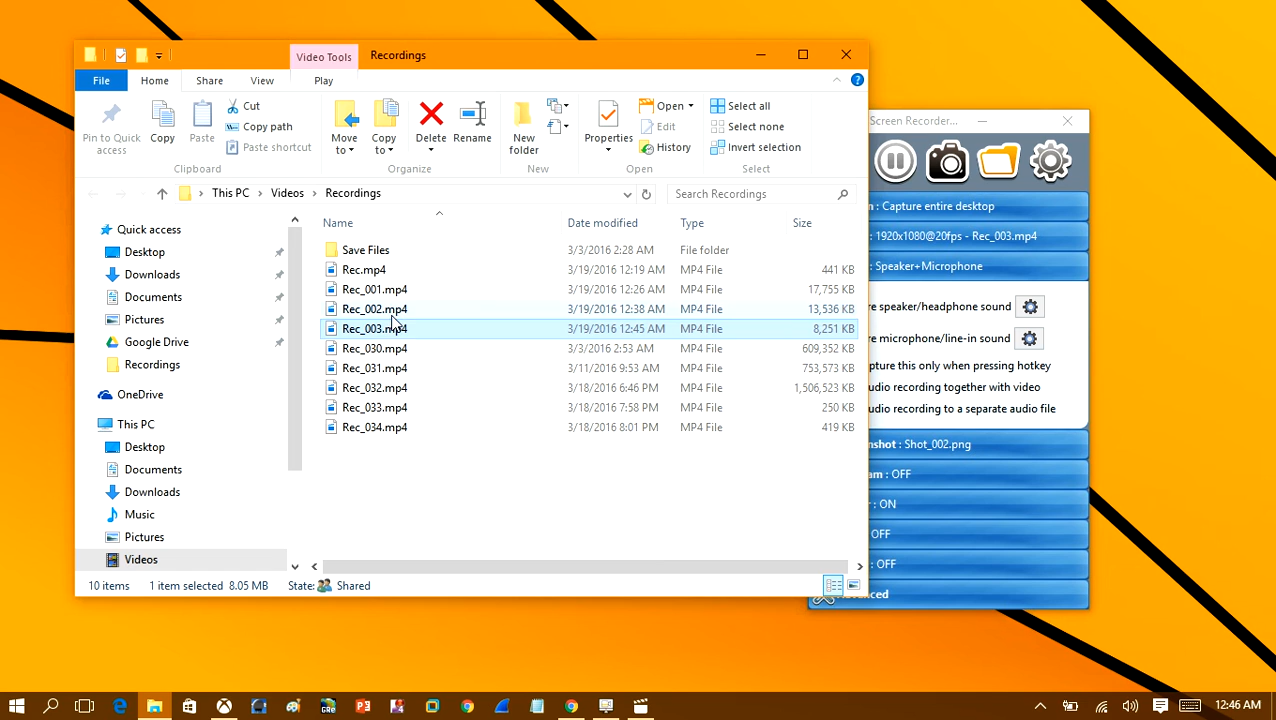 Video Tools
Recordings
File
Home
Share
View
Play
Pin to Quick access
Copy
Paste
Cut
Copy path
Paste shortcut
Clipboard
Move to
Copy to
Delete
Rename
Organize
New folder
New
Properties
Open
Edit
History
Open
Select all
Select none
Invert selection
Select
This PC > Videos > Recordings
Search Recordings
Name Date modified Type Size
Save Files 3/3/2016 2:28 AM File folder
Rec.mp4 3/19/2016 12:19 AM MP4 File 441 KB
Rec_001.mp4 3/19/2016 12:26 AM MP4 File 17,755 KB
Rec_002.mp4 3/19/2016 12:38 AM MP4 File 13,536 KB
Rec_003.mp4 3/19/2016 12:45 AM MP4 File 8,251 KB
Rec_030.mp4 3/3/2016 2:53 AM MP4 File 609,352 KB
Rec_031.mp4 3/11/2016 9:53 AM MP4 File 753,573 KB
Rec_032.mp4 3/18/2016 6:46 PM MP4 File 1,506,523 KB
Rec_033.mp4 3/18/2016 7:58 PM MP4 File 250 KB
Rec_034.mp4 3/18/2016 8:01 PM MP4 File 419 KB
Quick access
Desktop
Downloads
Documents
Pictures
Google Drive
Recordings
OneDrive
This PC
Desktop
Documents
Downloads
Music
Pictures
Videos
10 items 1 item selected 8.05 MB State: Shared
Screen Recorder...
: Capture entire desktop
: 1920x1080@20fps - Rec_003.mp4
: Speaker+Microphone
speaker/headphone sound
microphone/line-in sound
this only when pressing hotkey
recording together with video
recording to a separate audio file
: Shot_002.png
: OFF
: ON
OFF
: OFF
GRE
12:46 AM